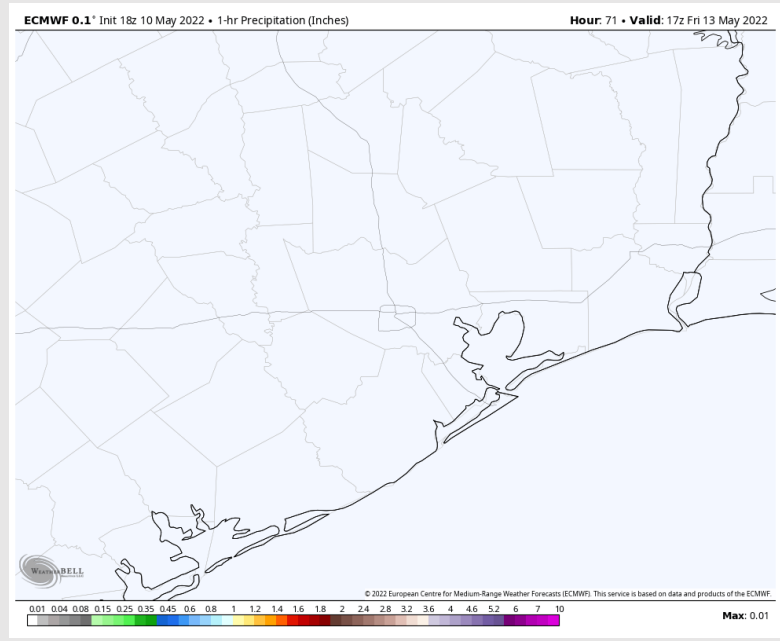 ECMWF 0.1° Init 18z 10 May 2022 • 1-hr Precipitation (Inches)
Hour: 71 • Valid: 17z Fri 13 May 2022
WeatherBELL
© 2022 European Centre for Medium-Range Weather Forecasts (ECMWF). This service is based on data and products of the ECMWF.
0.01 0.04 0.08 0.15 0.25 0.35 0.45 0.6 0.8 1 1.2 1.4 1.6 1.8 2 2.4 2.8 3.2 3.6 4 4.6 5.2 6 7 10
Max: 0.01